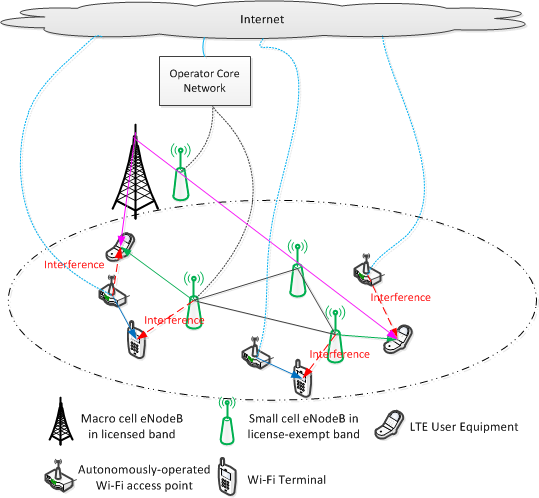 Internet
Operator Core
Network
Interference
Interference
Interference
Interference
Macro cell eNodeB
in licensed band
Small cell eNodeB in
license-exempt band
LTE User Equipment
Autonomously-operated
Wi-Fi access point
Wi-Fi Terminal